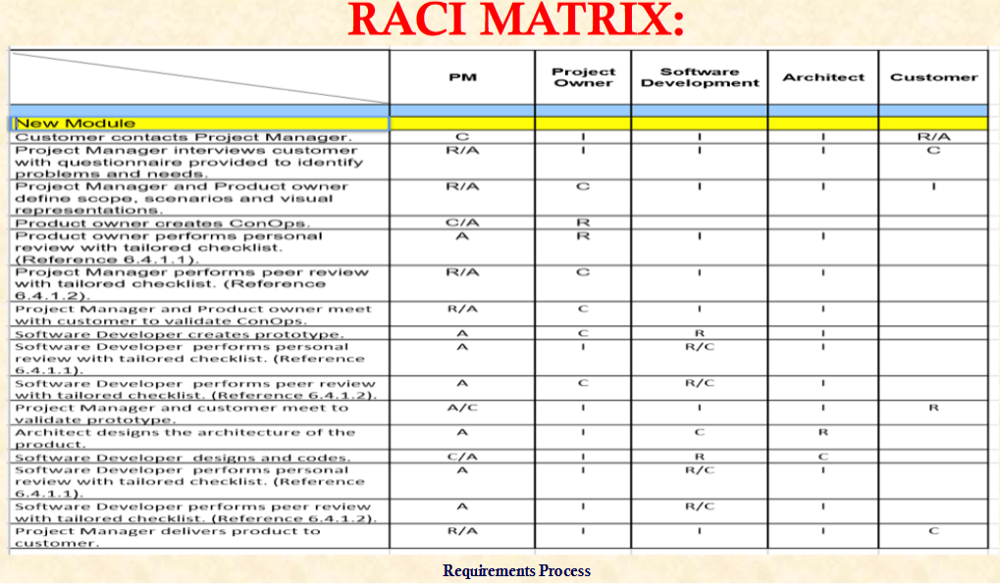 RACI MATRIX:
PM Project Owner Software Development Architect Customer
New Module
Customer contacts Project Manager. C I I I R/A
Project Manager interviews customer R/A I I I C
with questionnaire provided to identify
problems and needs.
Project Manager and Product owner R/A C I I I
define scope, scenarios and visual
representations.
Product owner creates ConOps. C/A R
Product owner performs personal A R I I
review with tailored checklist.
(Reference 6.4.1.1).
Project Manager performs peer review R/A C I I
with tailored checklist. (Reference
6.4.1.2).
Project Manager and Product owner meet R/A C I I
with customer to validate ConOps.
Software Developer creates prototype. A C R I
Software Developer performs personal A I R/C I
review with tailored checklist. (Reference
6.4.1.1).
Software Developer performs peer review A C R/C I
with tailored checklist. (Reference 6.4.1.2).
Project Manager and customer meet to A/C I I I R
validate prototype.
Architect designs the architecture of the A I C R
product.
Software Developer designs and codes. C/A I R C
Software Developer performs personal A I R/C I
review with tailored checklist. (Reference
6.4.1.1).
Software Developer performs peer review A I R/C I
with tailored checklist. (Reference 6.4.1.2).
Project Manager delivers product to R/A I I I C
customer.
Requirements Process